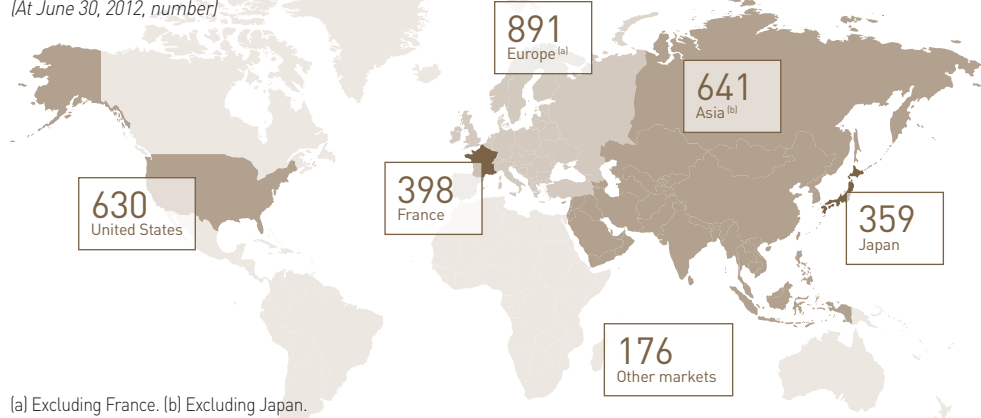 (At June 30, 2012, number)
891
Europe (a)
641
Asia (b)
398
France
630
United States
359
Japan
176
Other markets
(a) Excluding France. (b) Excluding Japan.